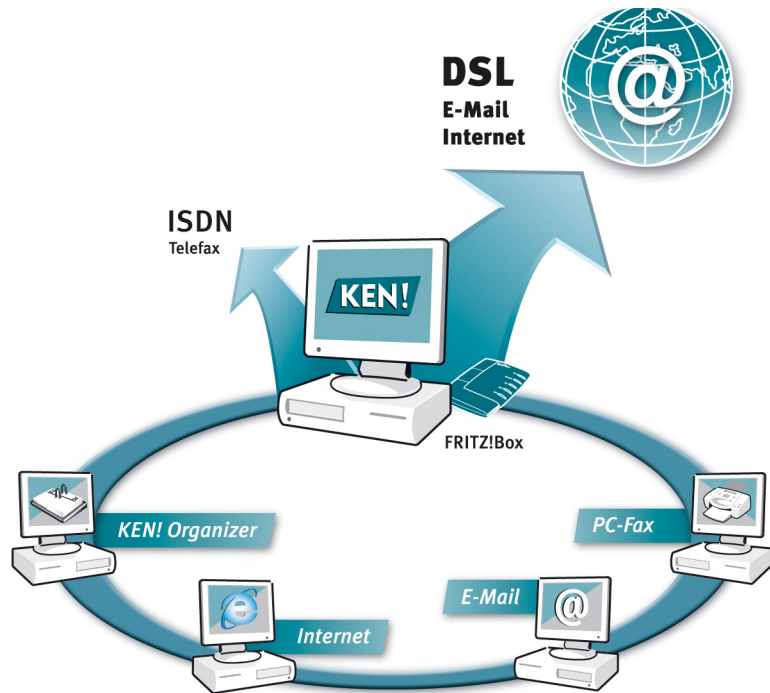 DSL
E-Mail
Internet
@
ISDN
Telefax
KEN!
FRITZ!Box
KEN! Organizer
PC-Fax
E-Mail
@
Internet